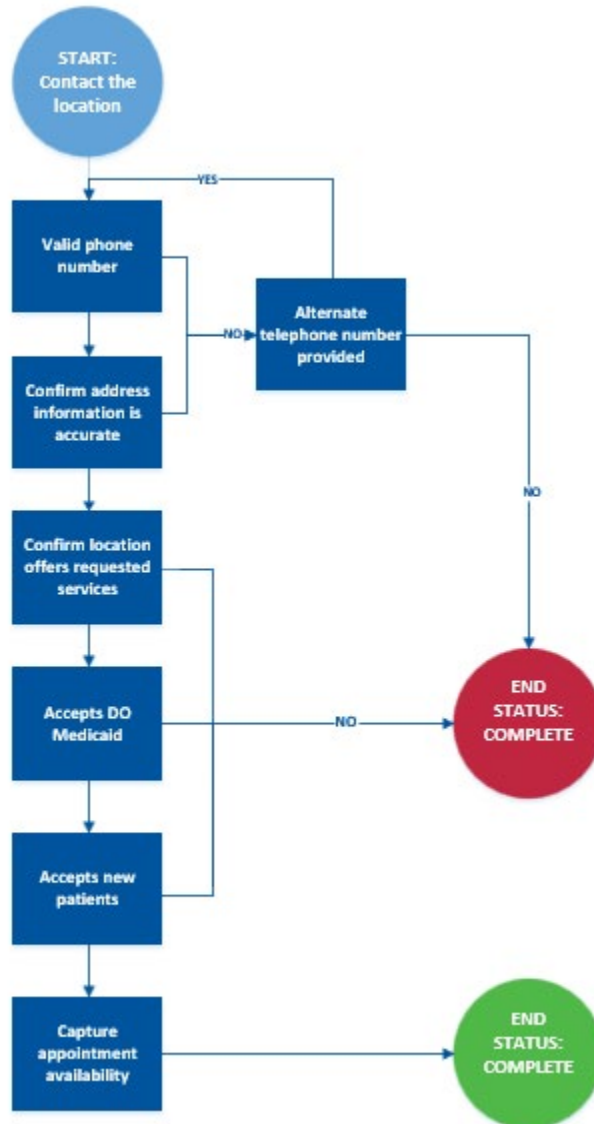 START:
Contact the
location
YES
Valid phone
number
Alternate
telephone number
provided
NO
Confirm address
information is
accurate
NO
Confirm location
offers requested
services
END
STATUS:
COMPLETE
Accepts DO
Medicaid
NO
Accepts new
patients
END
STATUS:
COMPLETE
Capture
appointment
availability